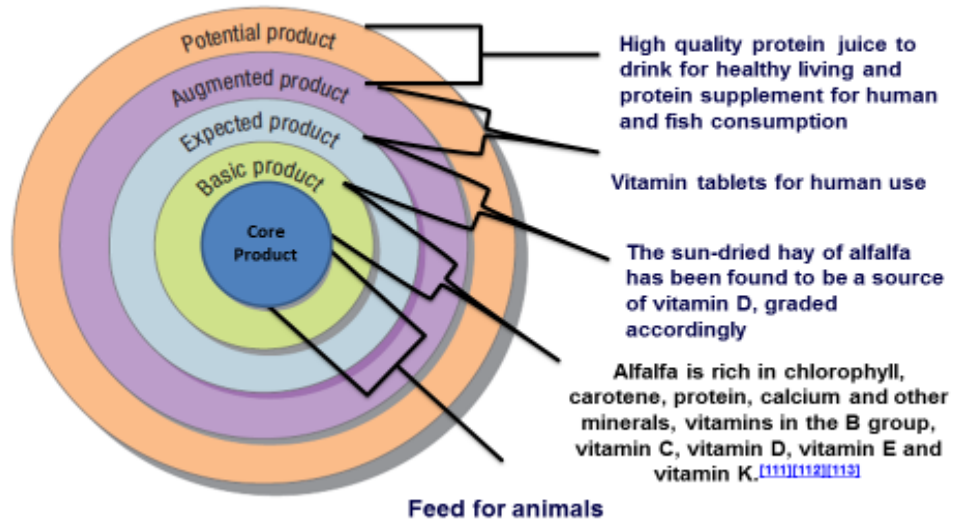 Potential product
Augmented product
Expected product
Basic product
Core
Product
High quality protein juice to
drink for healthy living and
protein supplement for human
and fish consumption
Vitamin tablets for human use
The sun-dried hay of alfalfa
has been found to be a source
of vitamin D, graded
accordingly
Alfalfa is rich in chlorophyll,
carotene, protein, calcium and other
minerals, vitamins in the B group,
vitamin C, vitamin D, vitamin E and
vitamin K.[111][112][113]
Feed for animals